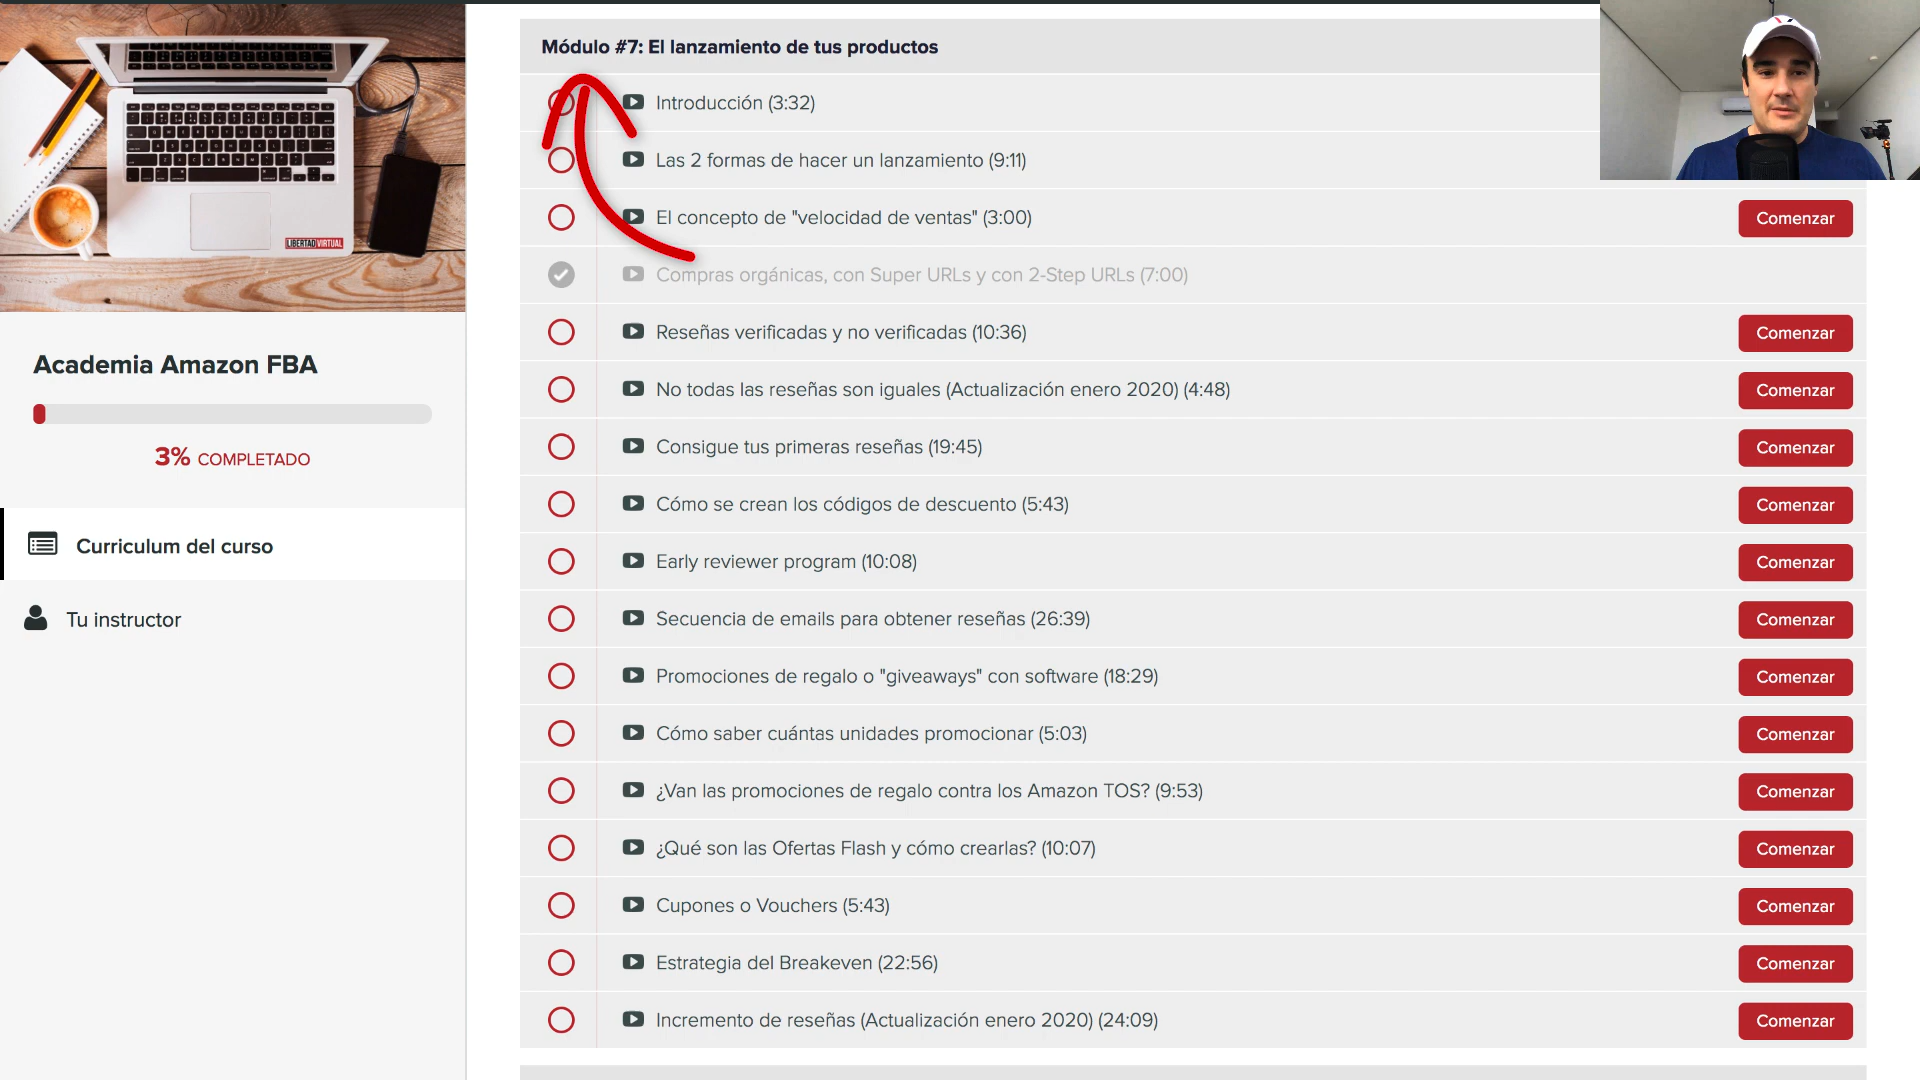 LIBERTAD VIRTUAL
Academia Amazon FBA
3% COMPLETADO
Curriculum del curso
Tu instructor
Módulo #7: El lanzamiento de tus productos
Introducción (3:32)
Las 2 formas de hacer un lanzamiento (9:11)
El concepto de "velocidad de ventas" (3:00) Comenzar
Compras orgánicas, con Super URLs y con 2-Step URLs (7:00)
Reseñas verificadas y no verificadas (10:36) Comenzar
No todas las reseñas son iguales (Actualización enero 2020) (4:48) Comenzar
Consigue tus primeras reseñas (19:45) Comenzar
Cómo se crean los códigos de descuento (5:43) Comenzar
Early reviewer program (10:08) Comenzar
Secuencia de emails para obtener reseñas (26:39) Comenzar
Promociones de regalo o "giveaways" con software (18:29) Comenzar
Cómo saber cuántas unidades promocionar (5:03) Comenzar
¿Van las promociones de regalo contra los Amazon TOS? (9:53) Comenzar
¿Qué son las Ofertas Flash y cómo crearlas? (10:07) Comenzar
Cupones o Vouchers (5:43) Comenzar
Estrategia del Breakeven (22:56) Comenzar
Incremento de reseñas (Actualización enero 2020) (24:09) Comenzar